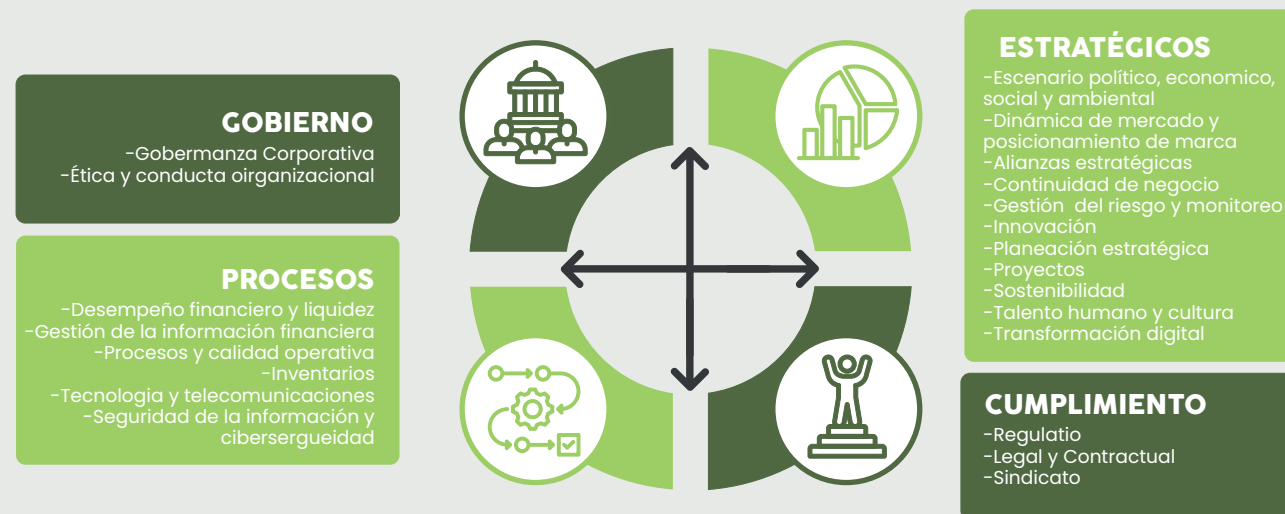 GOBIERNO
-Gobermanza Corporativa
-Ética y conducta oirganizacional
PROCESOS
-Desempeño financiero y liquidez
-Gestión de la información financiera
-Procesos y calidad operativa
-Inventarios
-Tecnologia y telecomunicaciones
-Seguridad de la información y
cibersergueidad
ESTRATÉGICOS
-Escenario político, economico,
social y ambiental
-Dinámica de mercado y
posicionamiento de marca
-Alianzas estratégicas
-Continuidad de negocio
-Gestión del riesgo y monitoreo
-Innovación
-Planeación estratégica
-Proyectos
-Sostenibilidad
-Talento humano y cultura
-Transformación digital
CUMPLIMIENTO
-Regulatio
-Legal y Contractual
-Sindicato